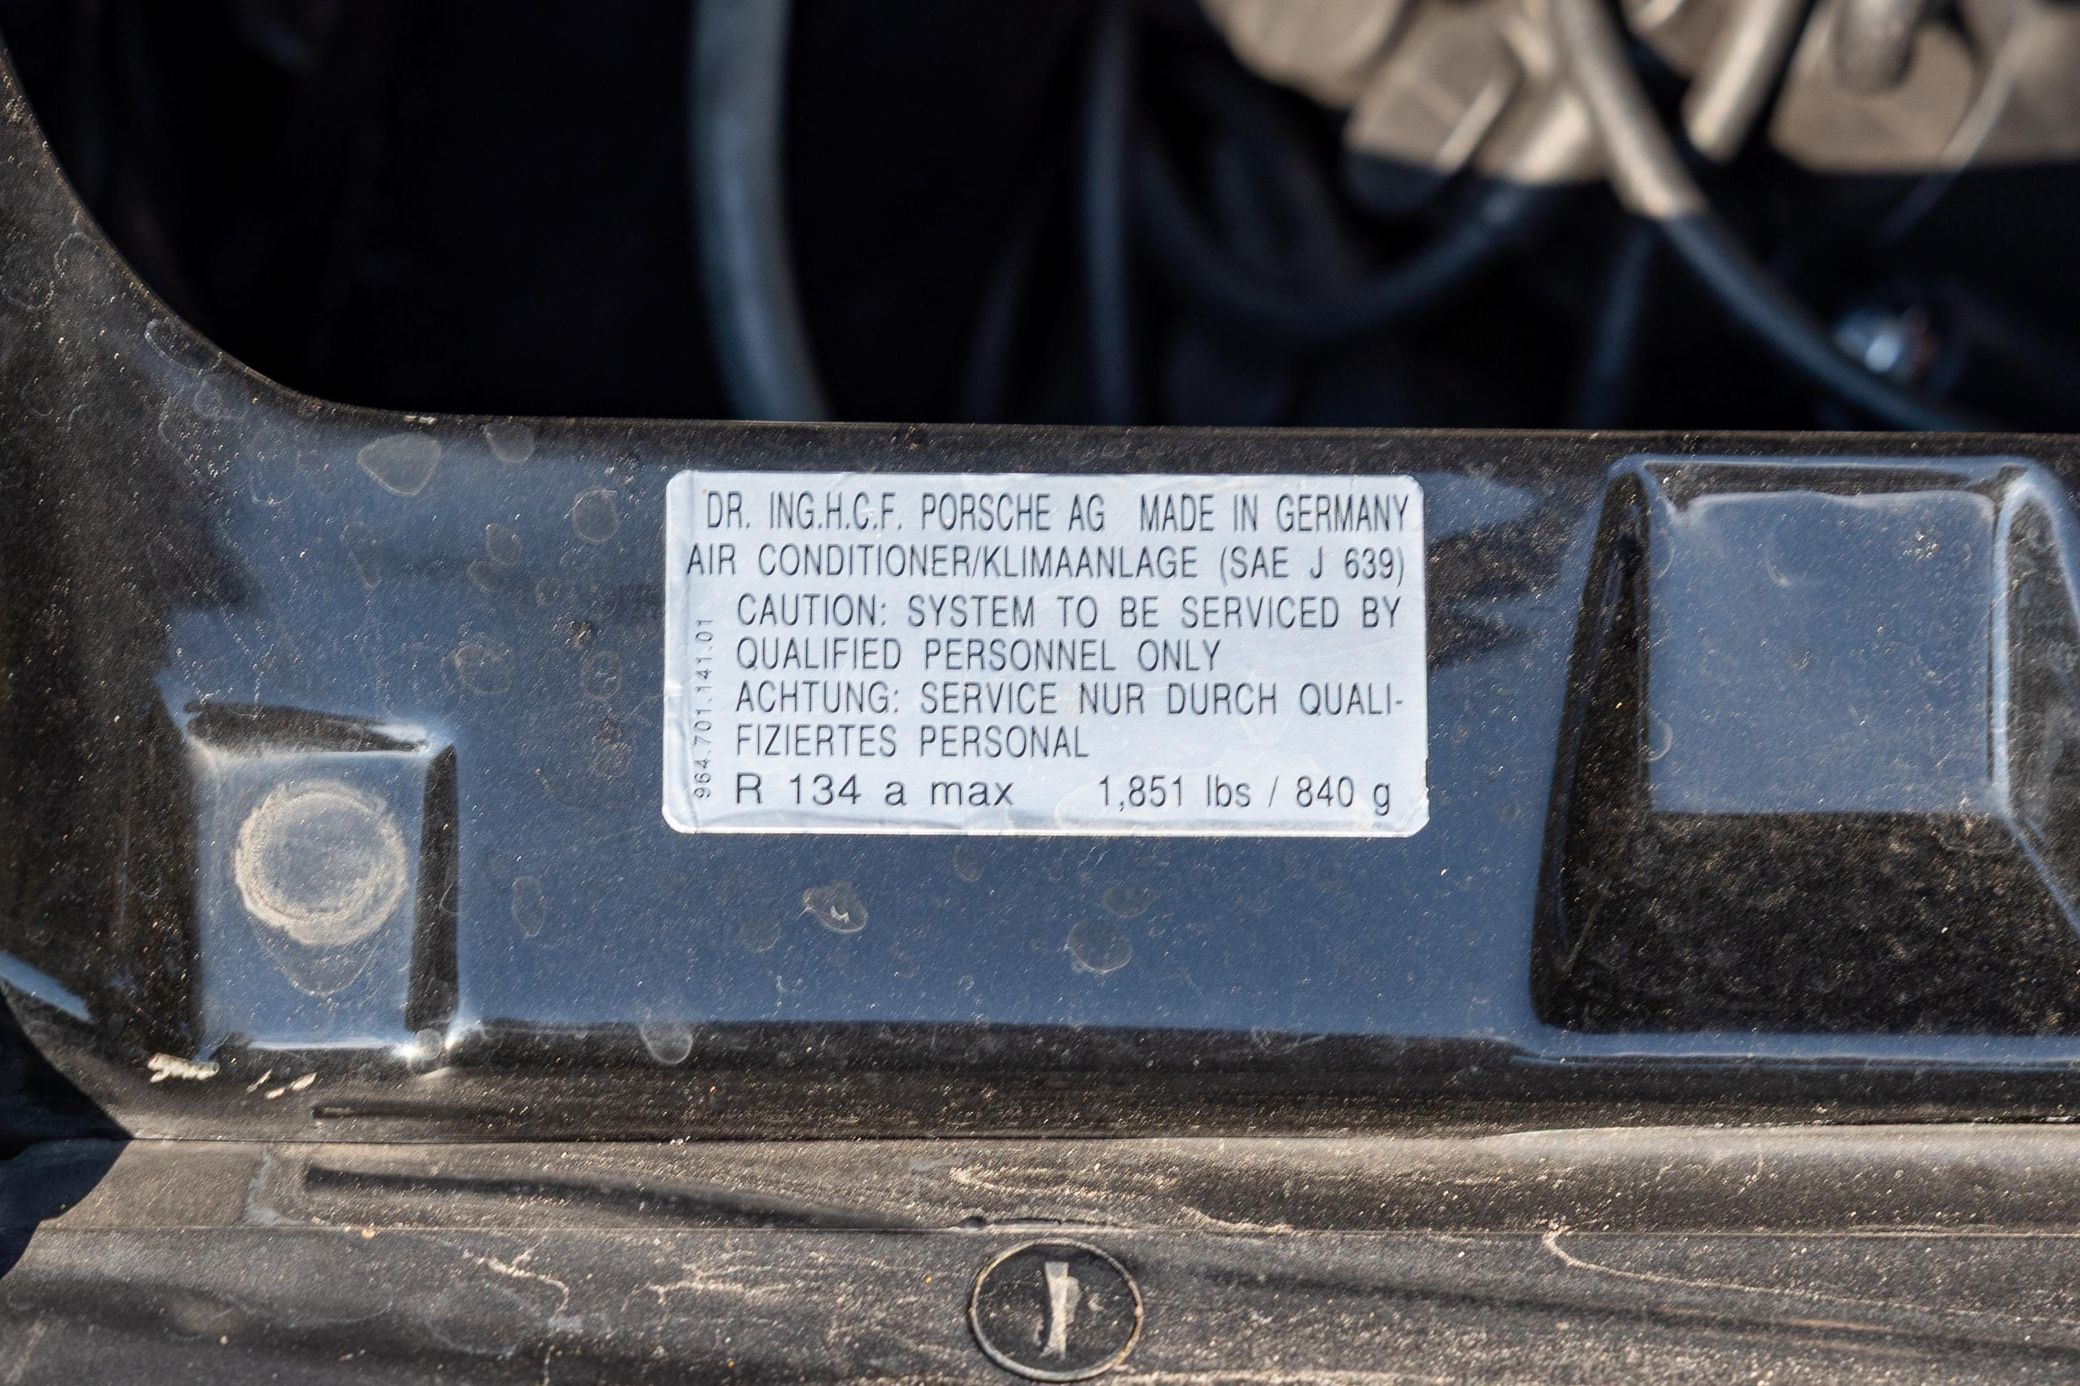 DR. ING.H.C.F. PORSCHE AG MADE IN GERMANY
AIR CONDITIONER/KLIMAANLAGE (SAE J 639)
CAUTION: SYSTEM TO BE SERVICED BY
QUALIFIED PERSONNEL ONLY
ACHTUNG: SERVICE NUR DURCH QUALI-
FIZIERTES PERSONAL
R 134 a max 1,851 lbs / 840 g
964.701.141.01